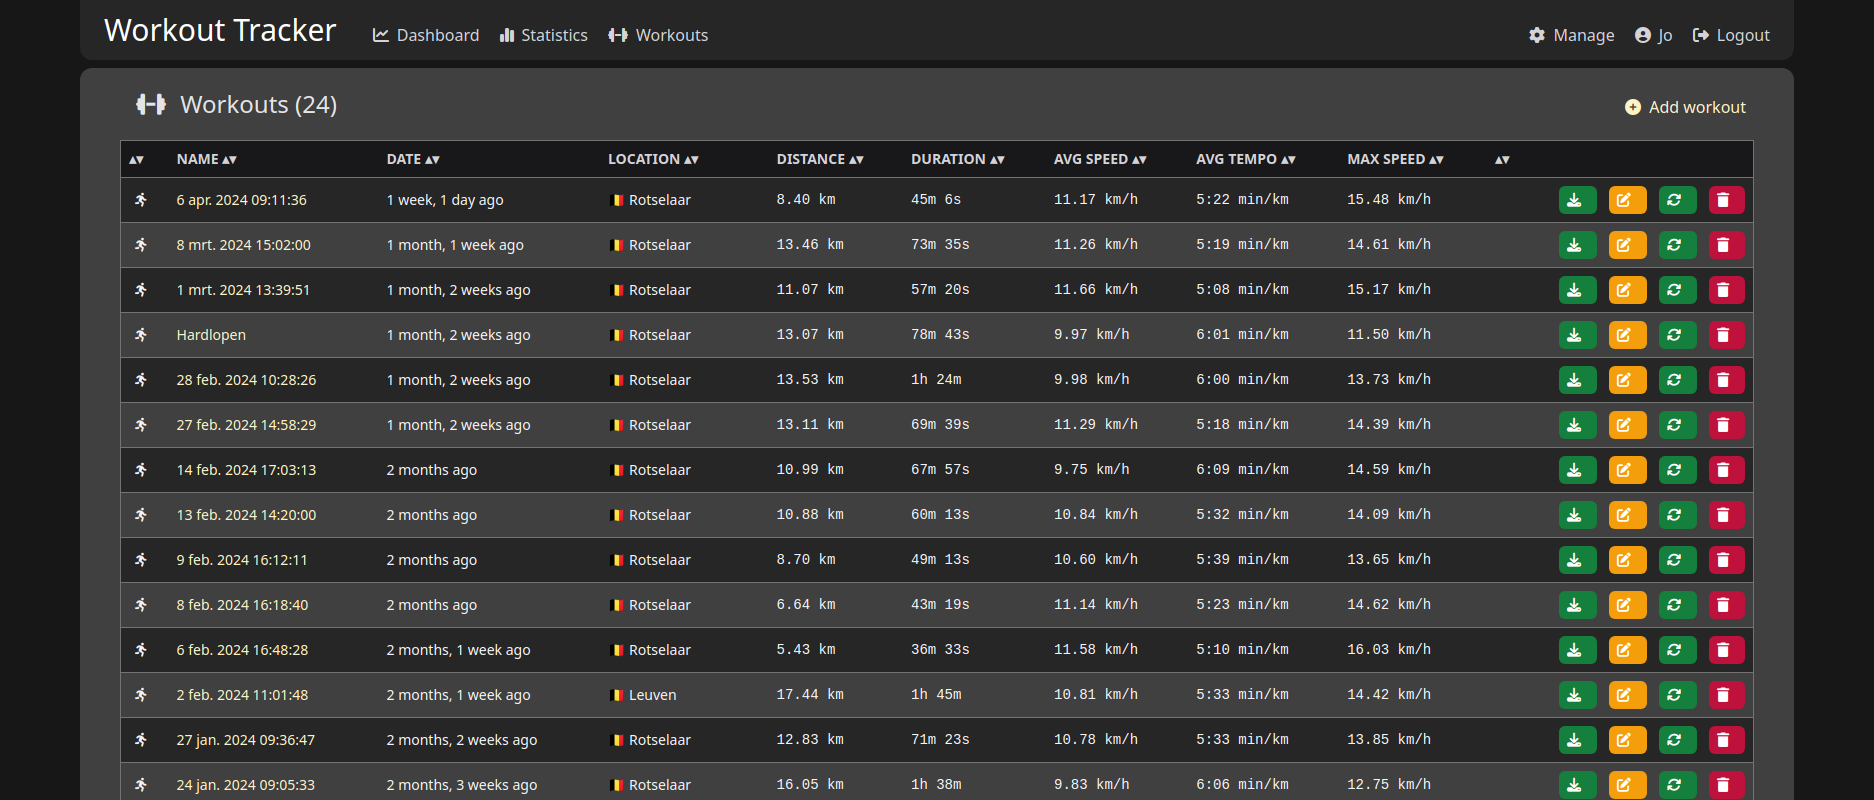 Workout Tracker Dashboard Statistics Workouts Manage Jo Logout
Workouts (24) Add workout
▲▼ NAME ▲▼ DATE ▲▼ LOCATION ▲▼ DISTANCE ▲▼ DURATION ▲▼ AVG SPEED ▲▼ AVG TEMPO ▲▼ MAX SPEED ▲▼ ▲▼
6 apr. 2024 09:11:36 1 week, 1 day ago Rotselaar 8.40 km 45m 6s 11.17 km/h 5:22 min/km 15.48 km/h
8 mrt. 2024 15:02:00 1 month, 1 week ago Rotselaar 13.46 km 73m 35s 11.26 km/h 5:19 min/km 14.61 km/h
1 mrt. 2024 13:39:51 1 month, 2 weeks ago Rotselaar 11.07 km 57m 20s 11.66 km/h 5:08 min/km 15.17 km/h
Hardlopen 1 month, 2 weeks ago Rotselaar 13.07 km 78m 43s 9.97 km/h 6:01 min/km 11.50 km/h
28 feb. 2024 10:28:26 1 month, 2 weeks ago Rotselaar 13.53 km 1h 24m 9.98 km/h 6:00 min/km 13.73 km/h
27 feb. 2024 14:58:29 1 month, 2 weeks ago Rotselaar 13.11 km 69m 39s 11.29 km/h 5:18 min/km 14.39 km/h
14 feb. 2024 17:03:13 2 months ago Rotselaar 10.99 km 67m 57s 9.75 km/h 6:09 min/km 14.59 km/h
13 feb. 2024 14:20:00 2 months ago Rotselaar 10.88 km 60m 13s 10.84 km/h 5:32 min/km 14.09 km/h
9 feb. 2024 16:12:11 2 months ago Rotselaar 8.70 km 49m 13s 10.60 km/h 5:39 min/km 13.65 km/h
8 feb. 2024 16:18:40 2 months ago Rotselaar 6.64 km 43m 19s 11.14 km/h 5:23 min/km 14.62 km/h
6 feb. 2024 16:48:28 2 months, 1 week ago Rotselaar 5.43 km 36m 33s 11.58 km/h 5:10 min/km 16.03 km/h
2 feb. 2024 11:01:48 2 months, 1 week ago Leuven 17.44 km 1h 45m 10.81 km/h 5:33 min/km 14.42 km/h
27 jan. 2024 09:36:47 2 months, 2 weeks ago Rotselaar 12.83 km 71m 23s 10.78 km/h 5:33 min/km 13.85 km/h
24 jan. 2024 09:05:33 2 months, 3 weeks ago Rotselaar 16.05 km 1h 38m 9.83 km/h 6:06 min/km 12.75 km/h